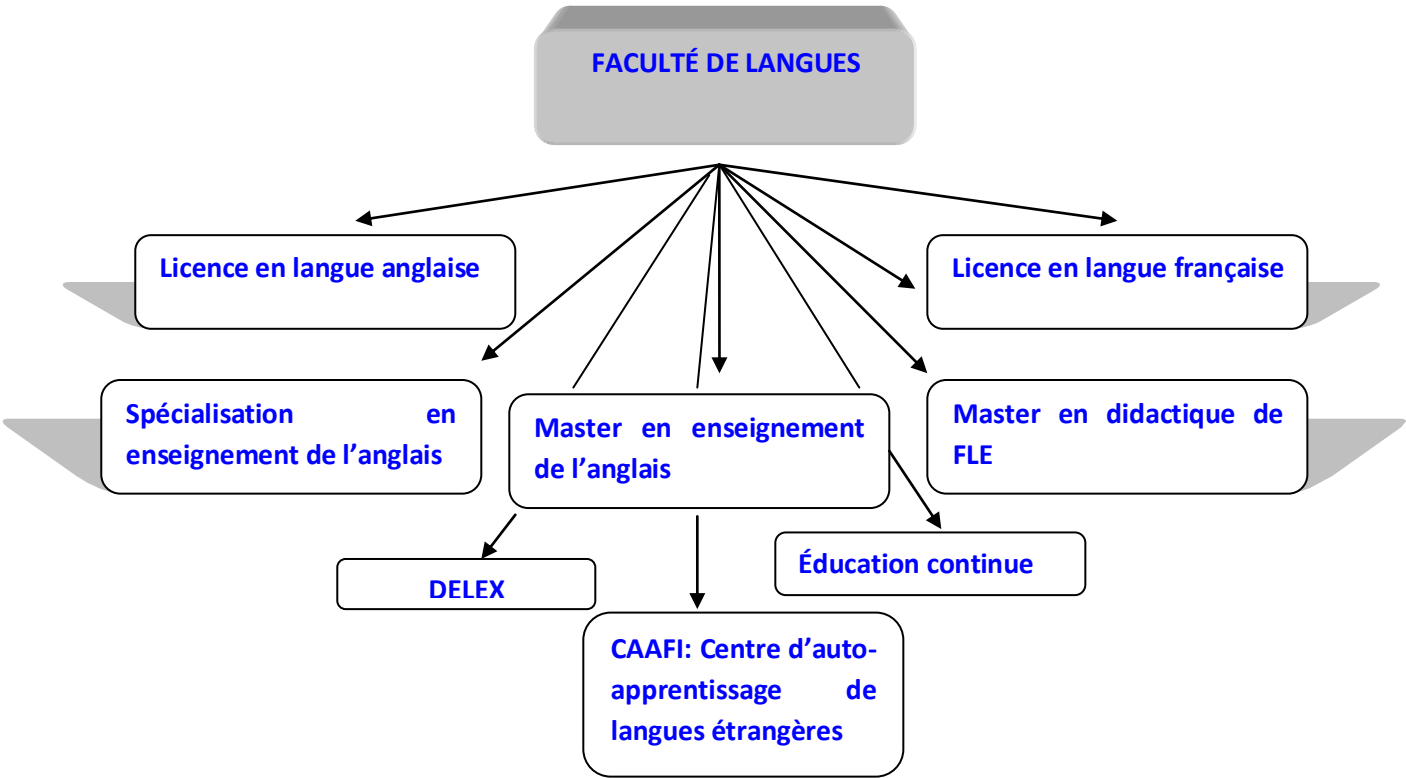 FACULTÉ DE LANGUES
Licence en langue anglaise
Licence en langue française
Spécialisation en
enseignement de l’anglais
Master en enseignement
de l’anglais
Master en didactique de
FLE
DELEX
Éducation continue
CAAFI: Centre d’auto-
apprentissage de
langues étrangères